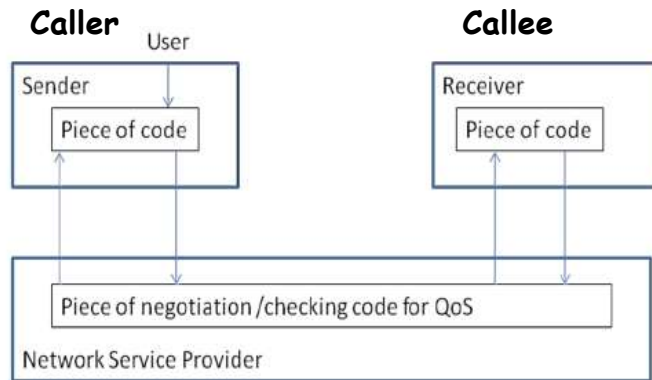 Caller
Callee
User
Sender
Receiver
Piece of code
Piece of code
Piece of negotiation /checking code for QoS
Network Service Provider